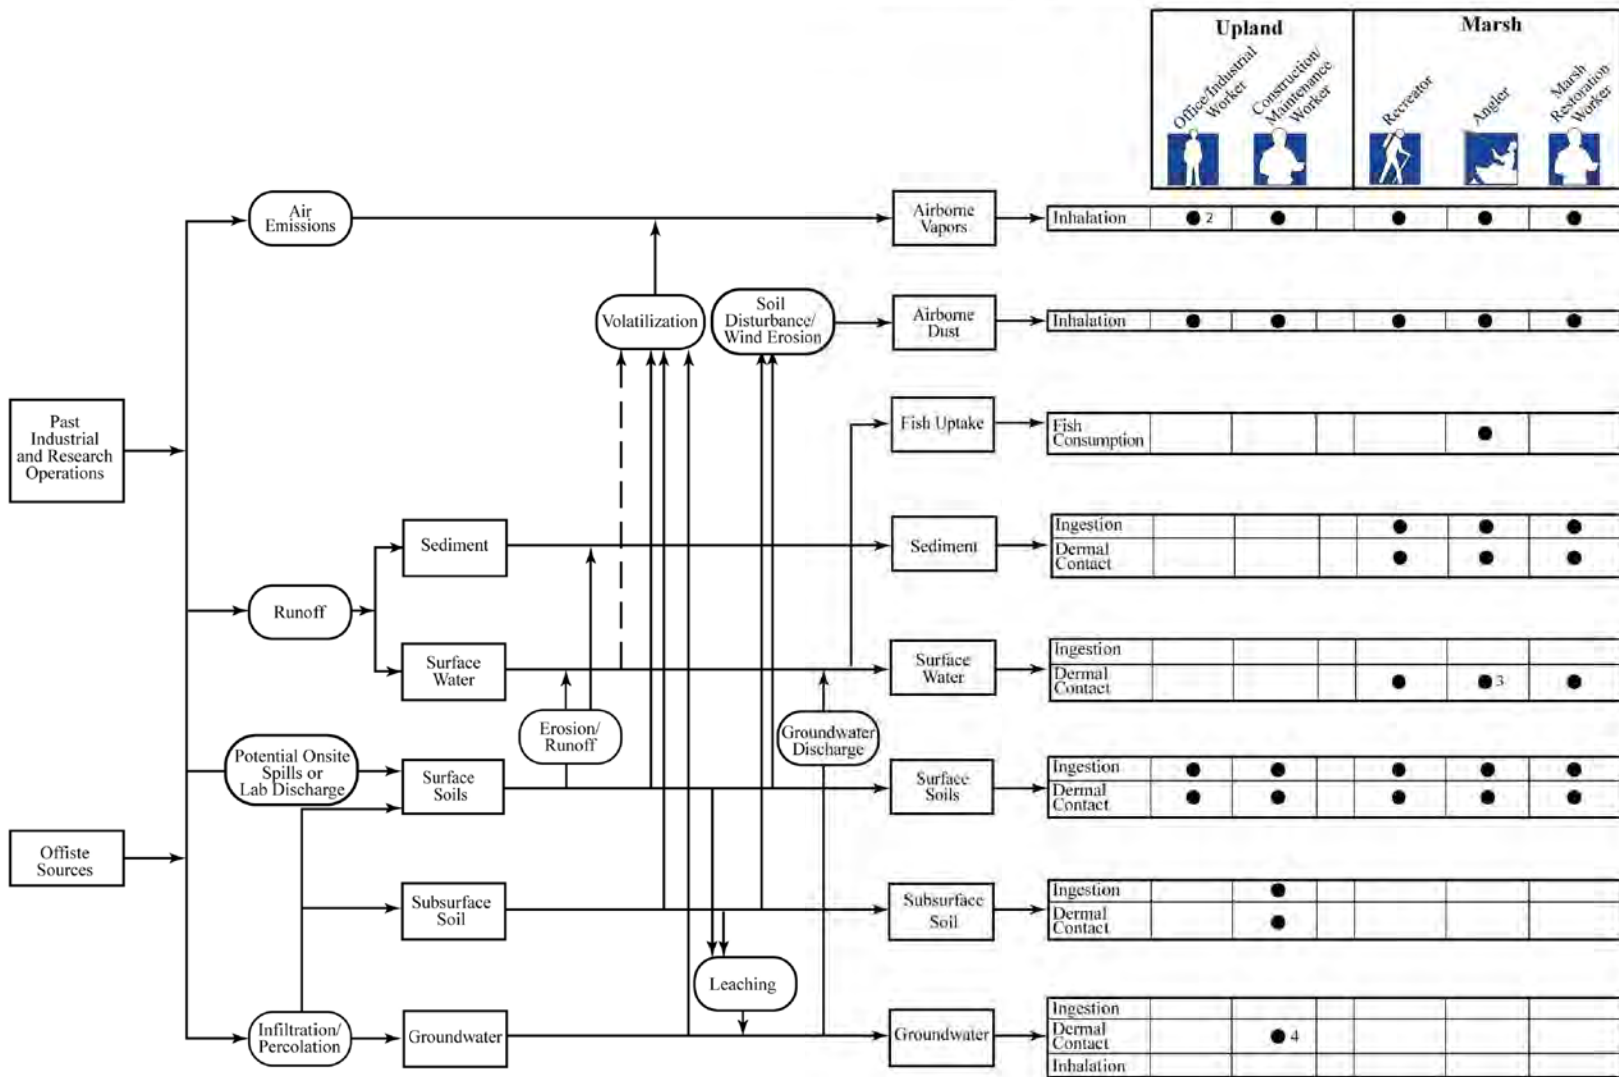 Upland
Marsh
Office/Industrial
Worker
Construction/
Maintenance
Worker
Recreator
Angler
Marsh
Restoration
Worker
Air
Emissions
Airborne
Vapors
Inhalation
2
Volatilization
Soil
Disturbance/
Wind Erosion
Airborne
Dust
Inhalation
Past
Industrial
and Research
Operations
Fish Uptake
Fish
Consumption
Sediment
Sediment
Ingestion
Dermal
Contact
Runoff
Surface
Water
Surface
Water
Ingestion
Dermal
Contact
3
Erosion/
Runoff
Groundwater
Discharge
Potential Onsite
Spills or
Lab Discharge
Surface
Soils
Surface
Soils
Ingestion
Dermal
Contact
Offiste
Sources
Subsurface
Soil
Subsurface
Soil
Ingestion
Dermal
Contact
Leaching
Infiltration/
Percolation
Groundwater
Groundwater
Ingestion
Dermal
Contact
4
Inhalation